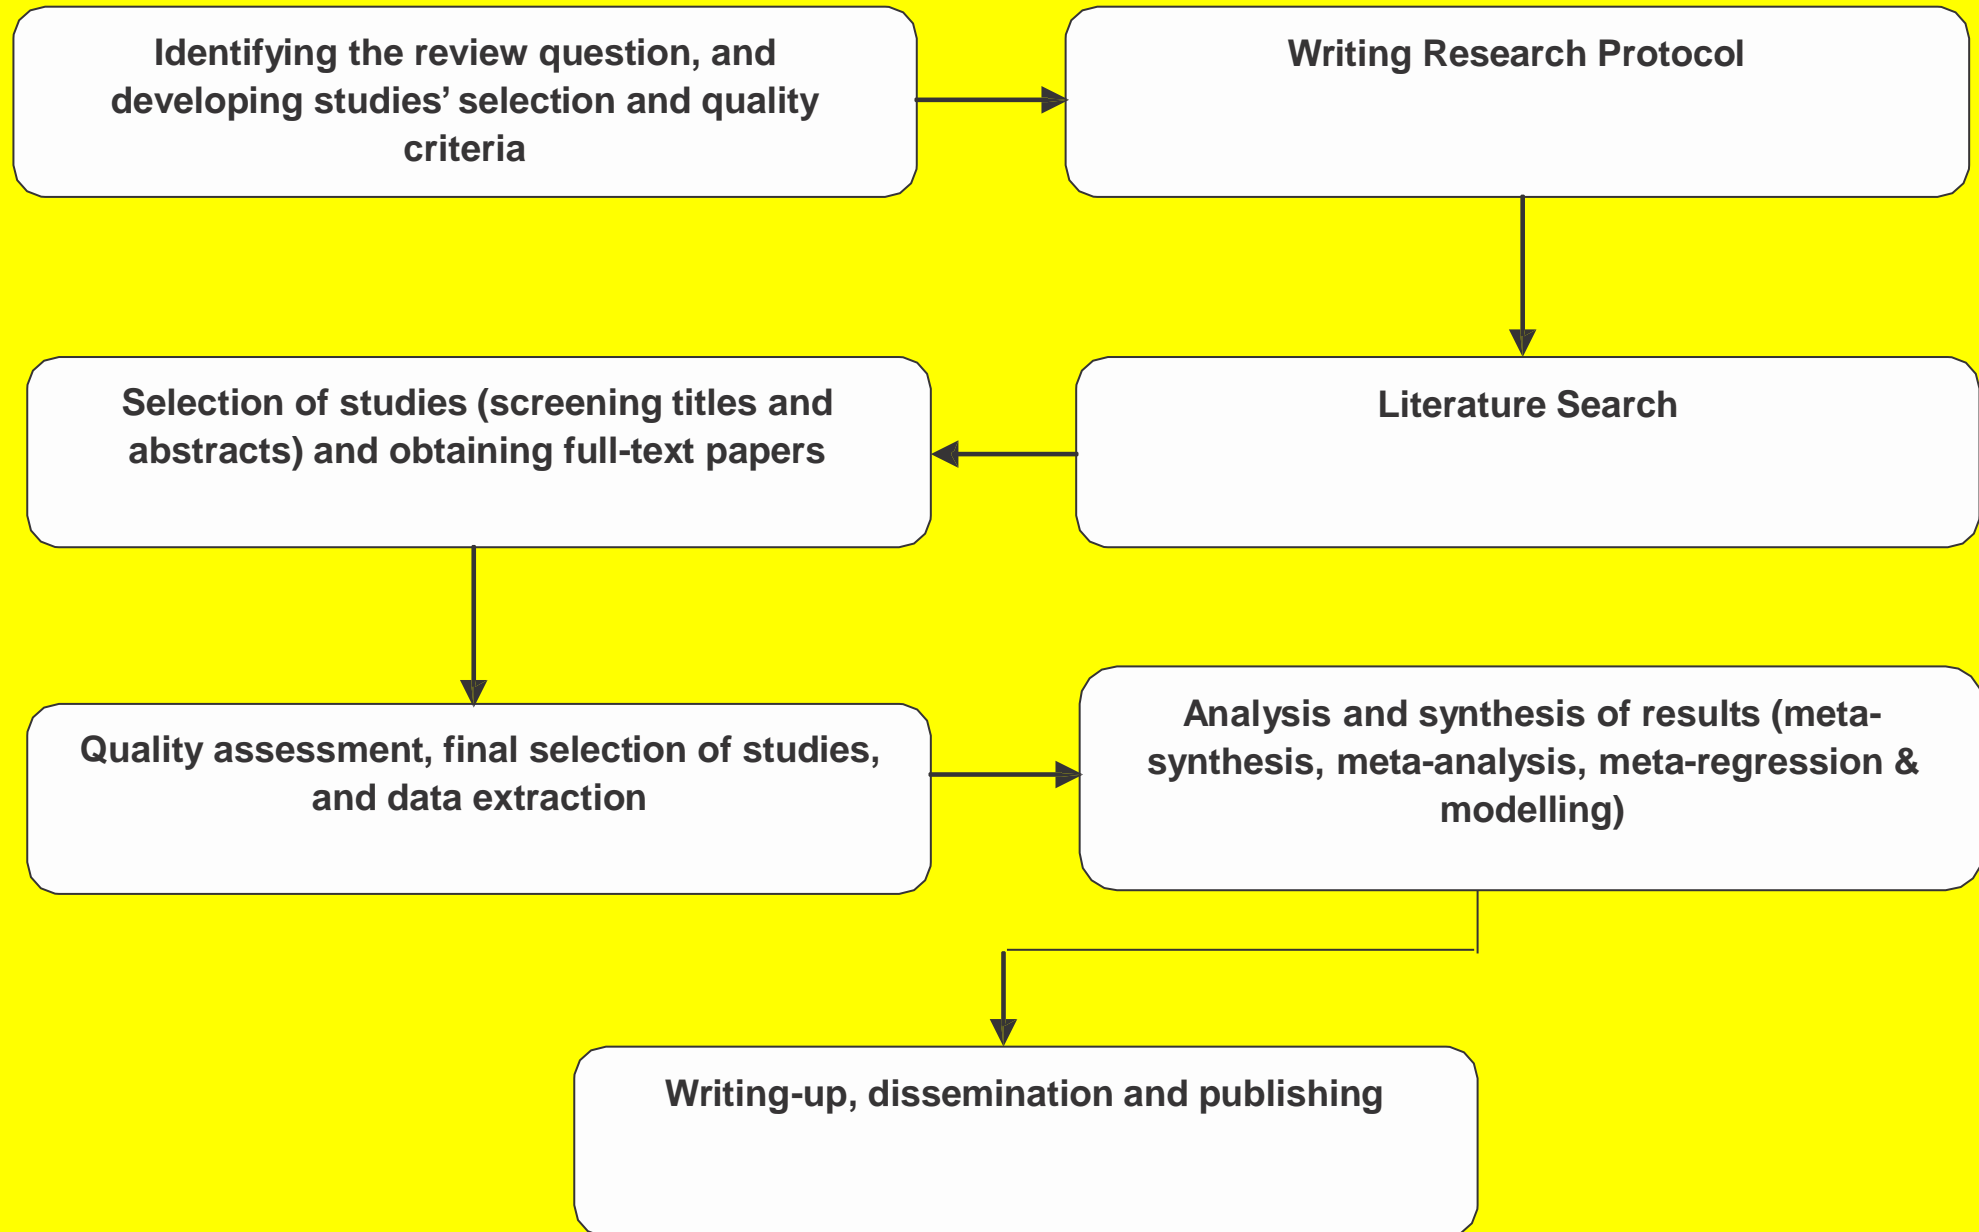 Identifying the review question, and
developing studies’ selection and quality
criteria
Writing Research Protocol
Literature Search
Selection of studies (screening titles and
abstracts) and obtaining full-text papers
Quality assessment, final selection of studies,
and data extraction
Analysis and synthesis of results (meta-
synthesis, meta-analysis, meta-regression &
modelling)
Writing-up, dissemination and publishing